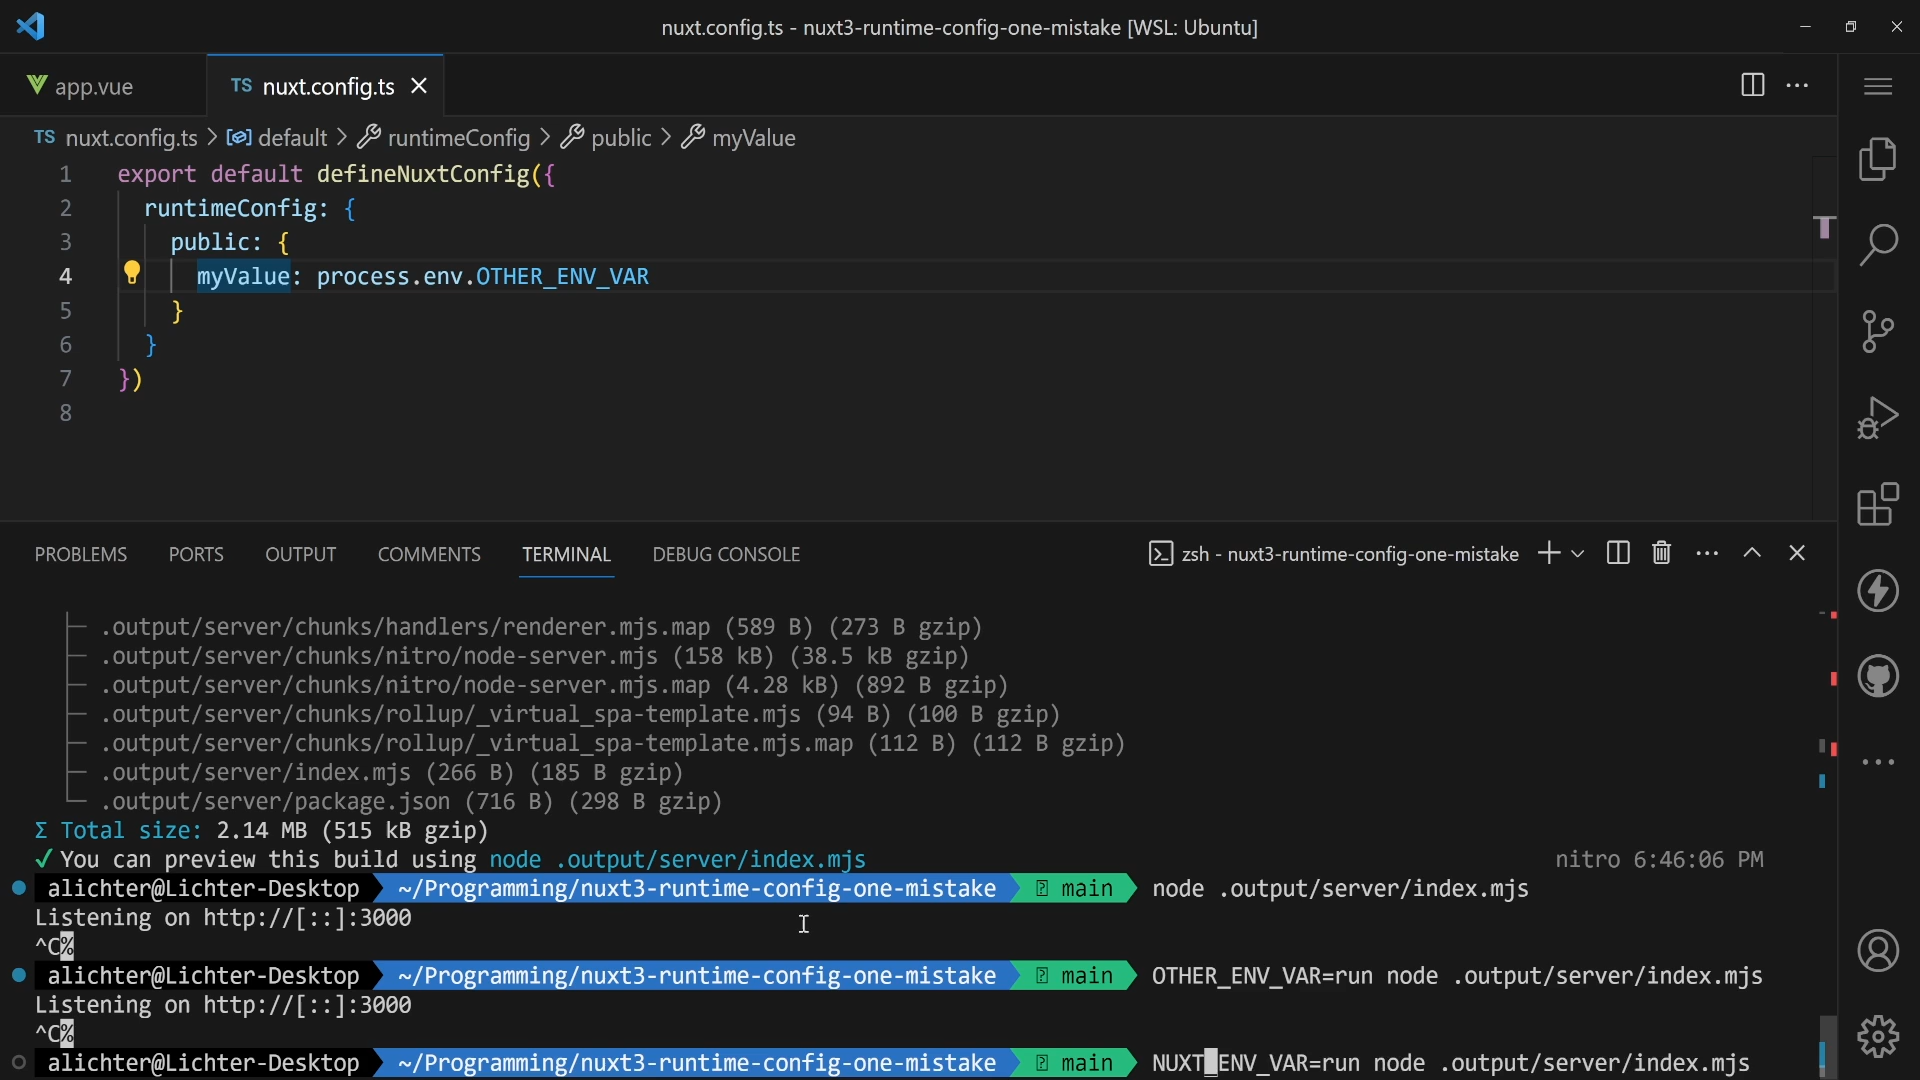 nuxt.config.ts - nuxt3-runtime-config-one-mistake [WSL: Ubuntu]
app.vue
TS nuxt.config.ts
TS nuxt.config.ts > default > runtimeConfig > public > myValue
1 export default defineNuxtConfig({
2 runtimeConfig: {
3 public: {
4 myValue: process.env.OTHER_ENV_VAR
5 }
6 }
7 })
8
PROBLEMS PORTS OUTPUT COMMENTS TERMINAL DEBUG CONSOLE zsh - nuxt3-runtime-config-one-mistake
├─ .output/server/chunks/handlers/renderer.mjs.map (589 B) (273 B gzip)
├─ .output/server/chunks/nitro/node-server.mjs (158 kB) (38.5 kB gzip)
├─ .output/server/chunks/nitro/node-server.mjs.map (4.28 kB) (892 B gzip)
├─ .output/server/chunks/rollup/_virtual_spa-template.mjs (94 B) (100 B gzip)
├─ .output/server/chunks/rollup/_virtual_spa-template.mjs.map (112 B) (112 B gzip)
├─ .output/server/index.mjs (266 B) (185 B gzip)
└─ .output/server/package.json (716 B) (298 B gzip)
Σ Total size: 2.14 MB (515 kB gzip)
✓ You can preview this build using node .output/server/index.mjs nitro 6:46:06 PM
alichter@Lichter-Desktop ~/Programming/nuxt3-runtime-config-one-mistake main node .output/server/index.mjs
Listening on http://[::]:3000
^C%
alichter@Lichter-Desktop ~/Programming/nuxt3-runtime-config-one-mistake main OTHER_ENV_VAR=run node .output/server/index.mjs
Listening on http://[::]:3000
^C%
alichter@Lichter-Desktop ~/Programming/nuxt3-runtime-config-one-mistake main NUXT_ENV_VAR=run node .output/server/index.mjs